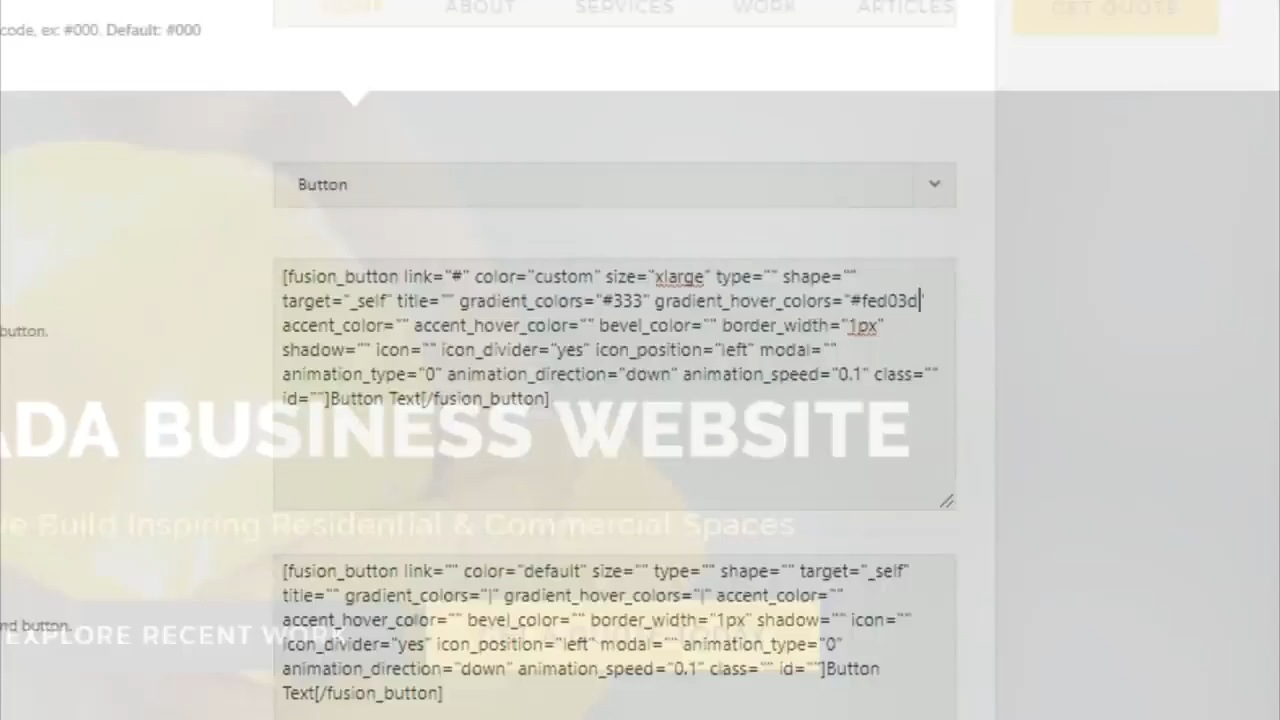 HOME ABOUT SERVICES WORK ARTICLES GET QUOTE
code, ex: #000. Default: #000
Button
[fusion_button link="#" color="custom" size="xlarge" type="" shape=""
target="_self" title="" gradient_colors="#333" gradient_hover_colors="#fed03d"
button.
accent_color="" accent_hover_color="" bevel_color="" border_width="1px"
shadow="" icon="" icon_divider="yes" icon_position="left" modal=""
animation_type="0" animation_direction="down" animation_speed="0.1" class=""
id=""]Button Text[/fusion_button]
ADA BUSINESS WEBSITE
e Build Inspiring Residential & Commercial Spaces
[fusion_button link="" color="default" size="" type="" shape="" target="_self"
title="" gradient_colors="|" gradient_hover_colors="|" accent_color=""
accent_hover_color="" bevel_color="" border_width="1px" shadow="" icon=""
nd button.
EXPLORE RECENT WORK
icon_divider="yes" icon_position="left" modal="" animation_type="0"
animation_direction="down" animation_speed="0.1" class="" id=""]Button
Text[/fusion_button]